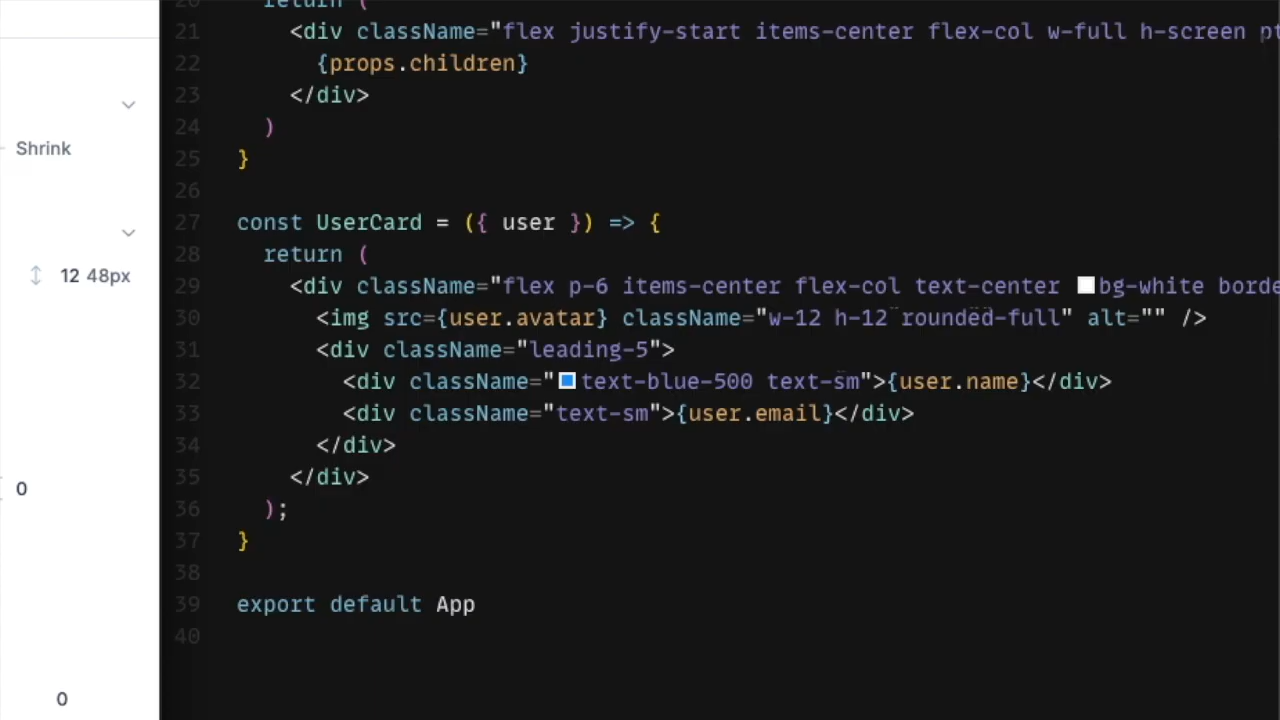 Shrink
12 48px
0
0
20 return (
21 <div className="flex justify-start items-center flex-col w-full h-screen pt
22 {props.children}
23 </div>
24 )
25 }
26
27 const UserCard = ({ user }) => {
28 return (
29 <div className="flex p-6 items-center flex-col text-center bg-white borde
30 <img src={user.avatar} className="w-12 h-12 rounded-full" alt="" />
31 <div className="leading-5">
32 <div className="text-blue-500 text-sm">{user.name}</div>
33 <div className="text-sm">{user.email}</div>
34 </div>
35 </div>
36 );
37 }
38
39 export default App
40